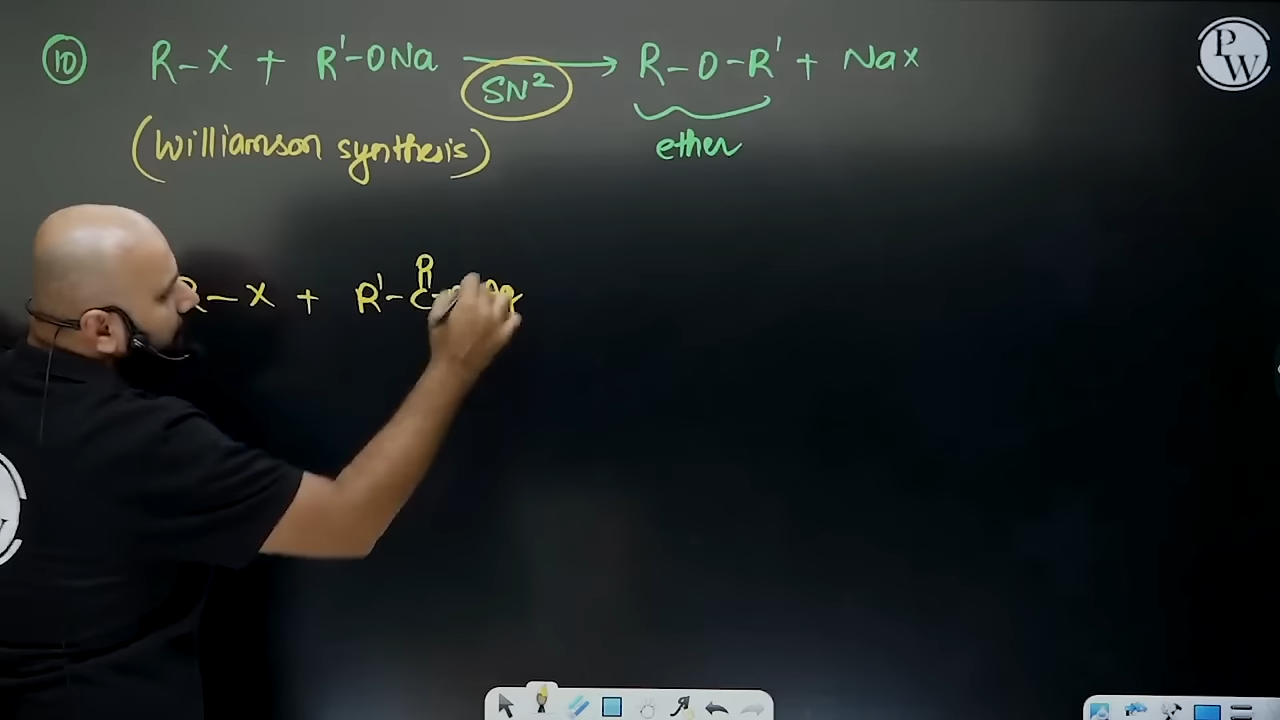 PW
⑩ R-X + R'-ONa → R-O-R' + NaX
SN²
(Williamson synthesis) ether
R
R-X + R'-C-